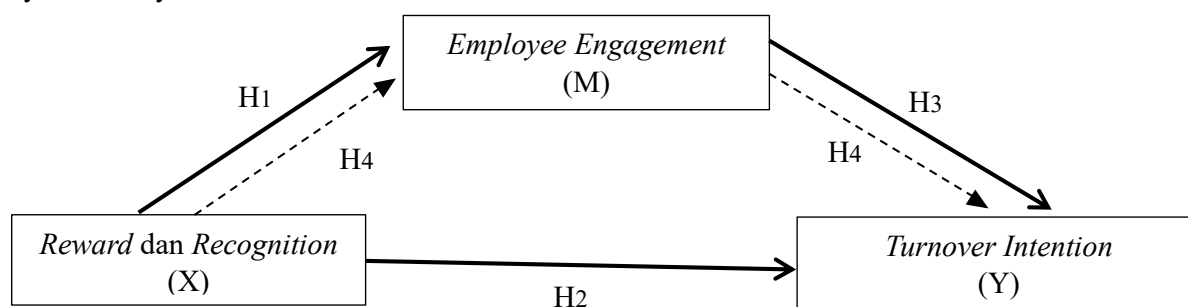 Employee Engagement
(M)
H1
H3
H4
H4
Reward dan Recognition
(X)
Turnover Intention
(Y)
H2